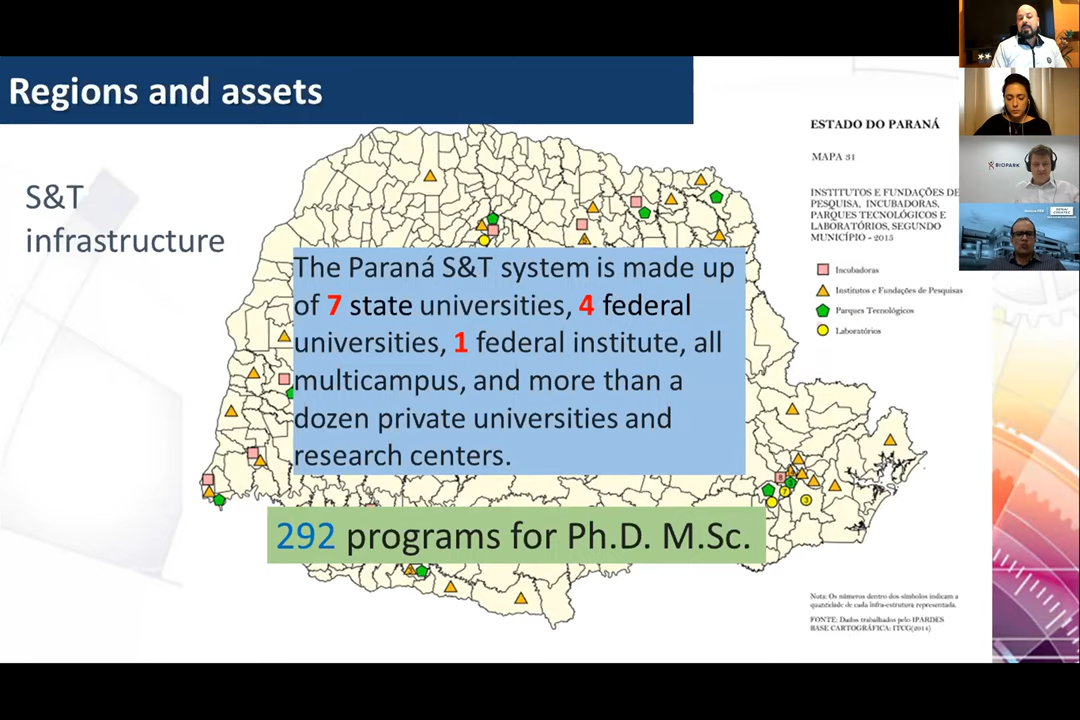 Regions and assets
S&T
infrastructure
The Paraná S&T system is made up
of 7 state universities, 4 federal
universities, 1 federal institute, all
multicampus, and more than a
dozen private universities and
research centers.
292 programs for Ph.D. M.Sc.
ESTADO DO PARANÁ
MAPA 31
INSTITUTOS E FUNDAÇÕES DE
PESQUISA, INCUBADORAS,
PARQUES TECNOLÓGICOS E
LABORATÓRIOS, SEGUNDO
MUNICÍPIO - 2015
Incubadoras
Institutos e Fundações de Pesquisas
Parques Tecnológicos
Laboratórios
Nota: Os números dentro dos símbolos indicam a
quantidade de cada infra-estrutura representada.
FONTE: Dados trabalhados pelo IPARDES
BASE CARTOGRÁFICA: ITCG(2014)
BIOPARK